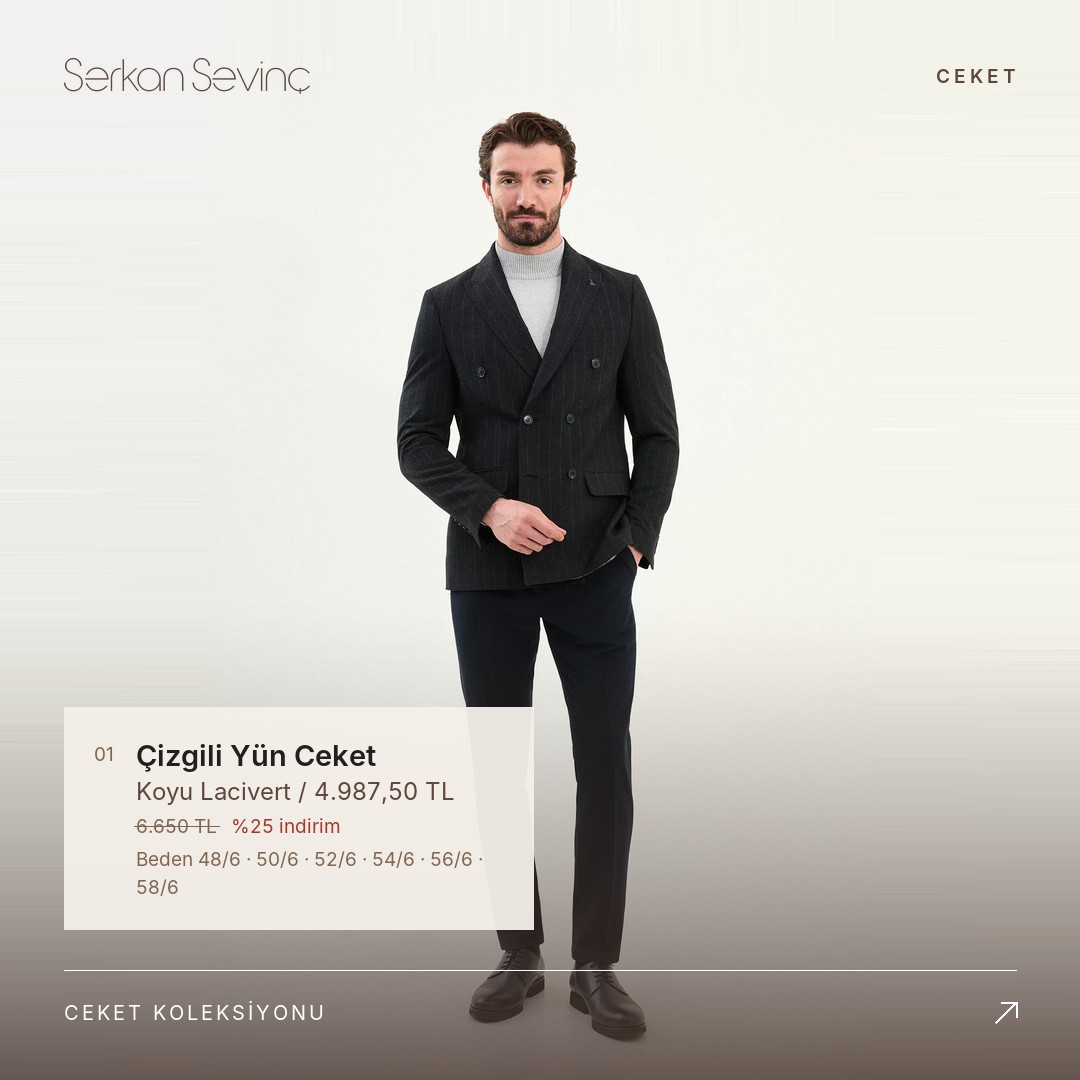 Serkan Sevinç
CEKET
01
Çizgili Yün Ceket
Koyu Lacivert / 4.987,50 TL
6.650 TL %25 indirim
Beden 48/6 · 50/6 · 52/6 · 54/6 · 56/6 ·
58/6
CEKET KOLEKSİYONU